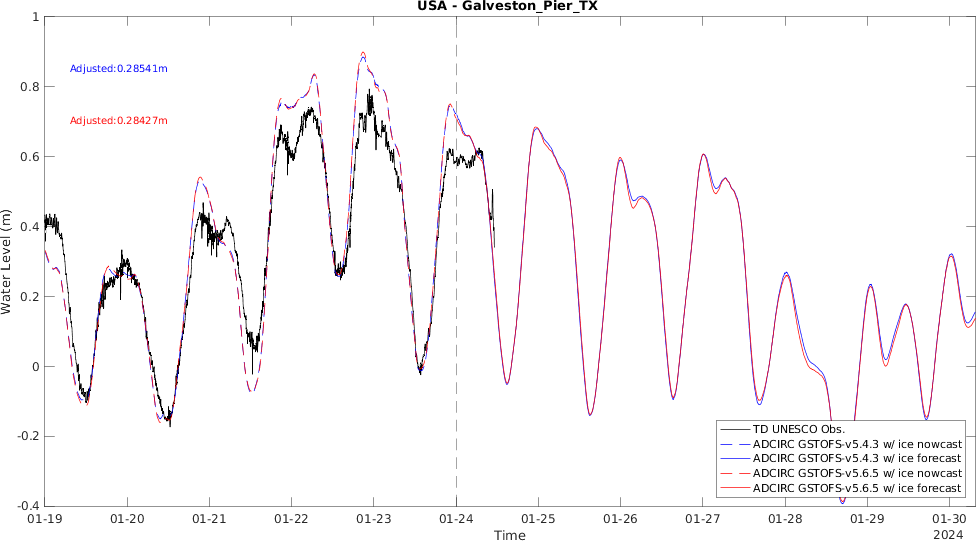 USA - Galveston_Pier_TX
1
0.8
0.6
0.4
0.2
0
-0.2
-0.4
Water Level (m)
Adjusted:0.28541m
Adjusted:0.28427m
TD UNESCO Obs.
ADCIRC GSTOFS-v5.4.3 w/ ice nowcast
ADCIRC GSTOFS-v5.4.3 w/ ice forecast
ADCIRC GSTOFS-v5.6.5 w/ ice nowcast
ADCIRC GSTOFS-v5.6.5 w/ ice forecast
01-19 01-20 01-21 01-22 01-23 01-24 01-25 01-26 01-27 01-28 01-29 01-30
Time
2024